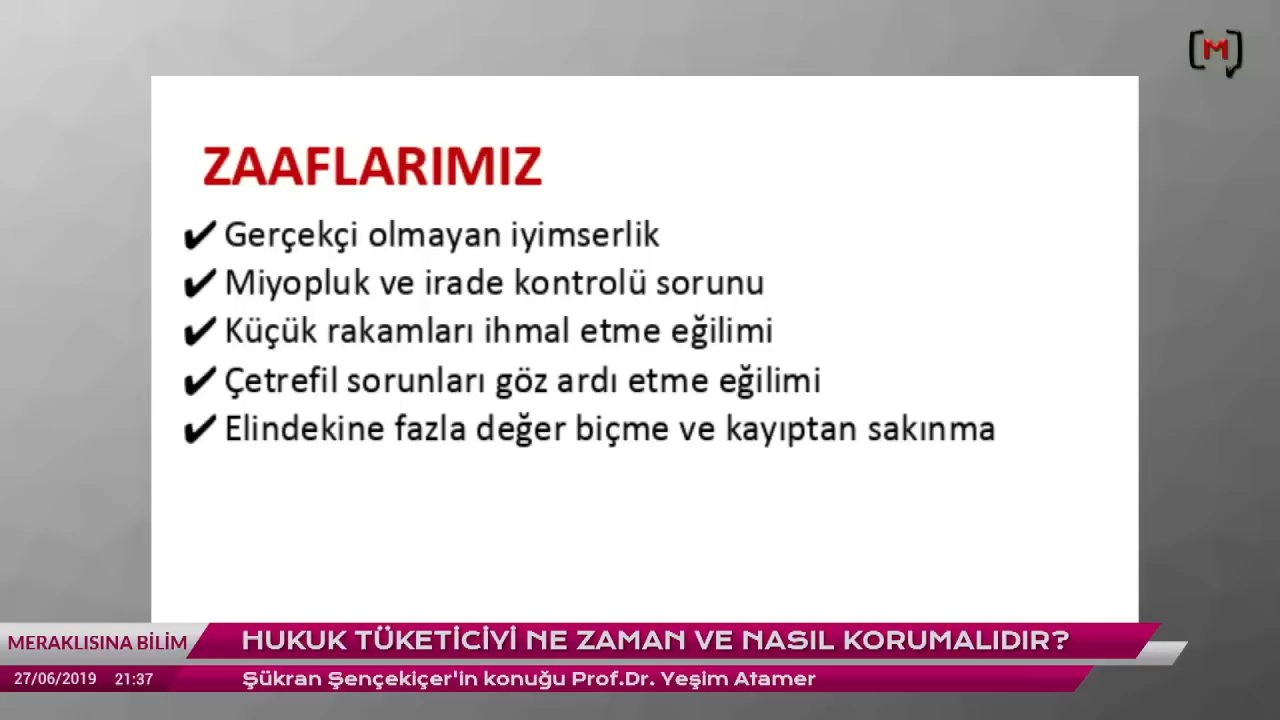 M
ZAAFLARIMIZ
✔ Gerçekçi olmayan iyimserlik
✔ Miyopluk ve irade kontrolü sorunu
✔ Küçük rakamları ihmal etme eğilimi
✔ Çetrefil sorunları göz ardı etme eğilimi
✔ Elindekine fazla değer biçme ve kayıptan sakınma
MERAKLISINA BİLİM
HUKUK TÜKETİCİYİ NE ZAMAN VE NASIL KORUMALIDIR?
27/06/2019 21:37
Şükran Şençekiçer'in konuğu Prof.Dr. Yeşim Atamer